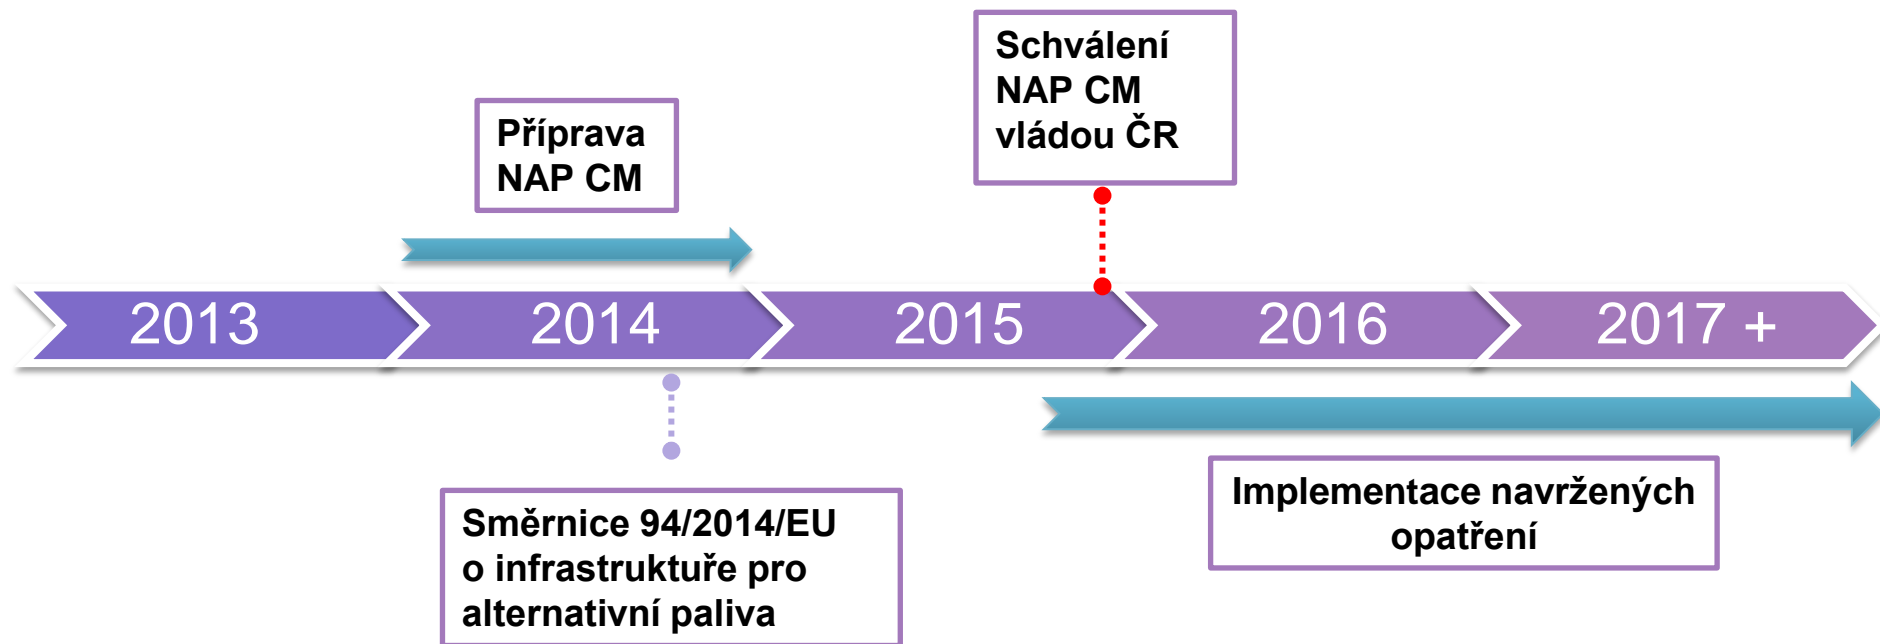 Schválení
NAP CM
vládou ČR
Příprava
NAP CM
2013
2014
2015
2016
2017 +
Směrnice 94/2014/EU
o infrastruktuře pro
alternativní paliva
Implementace navržených
opatření